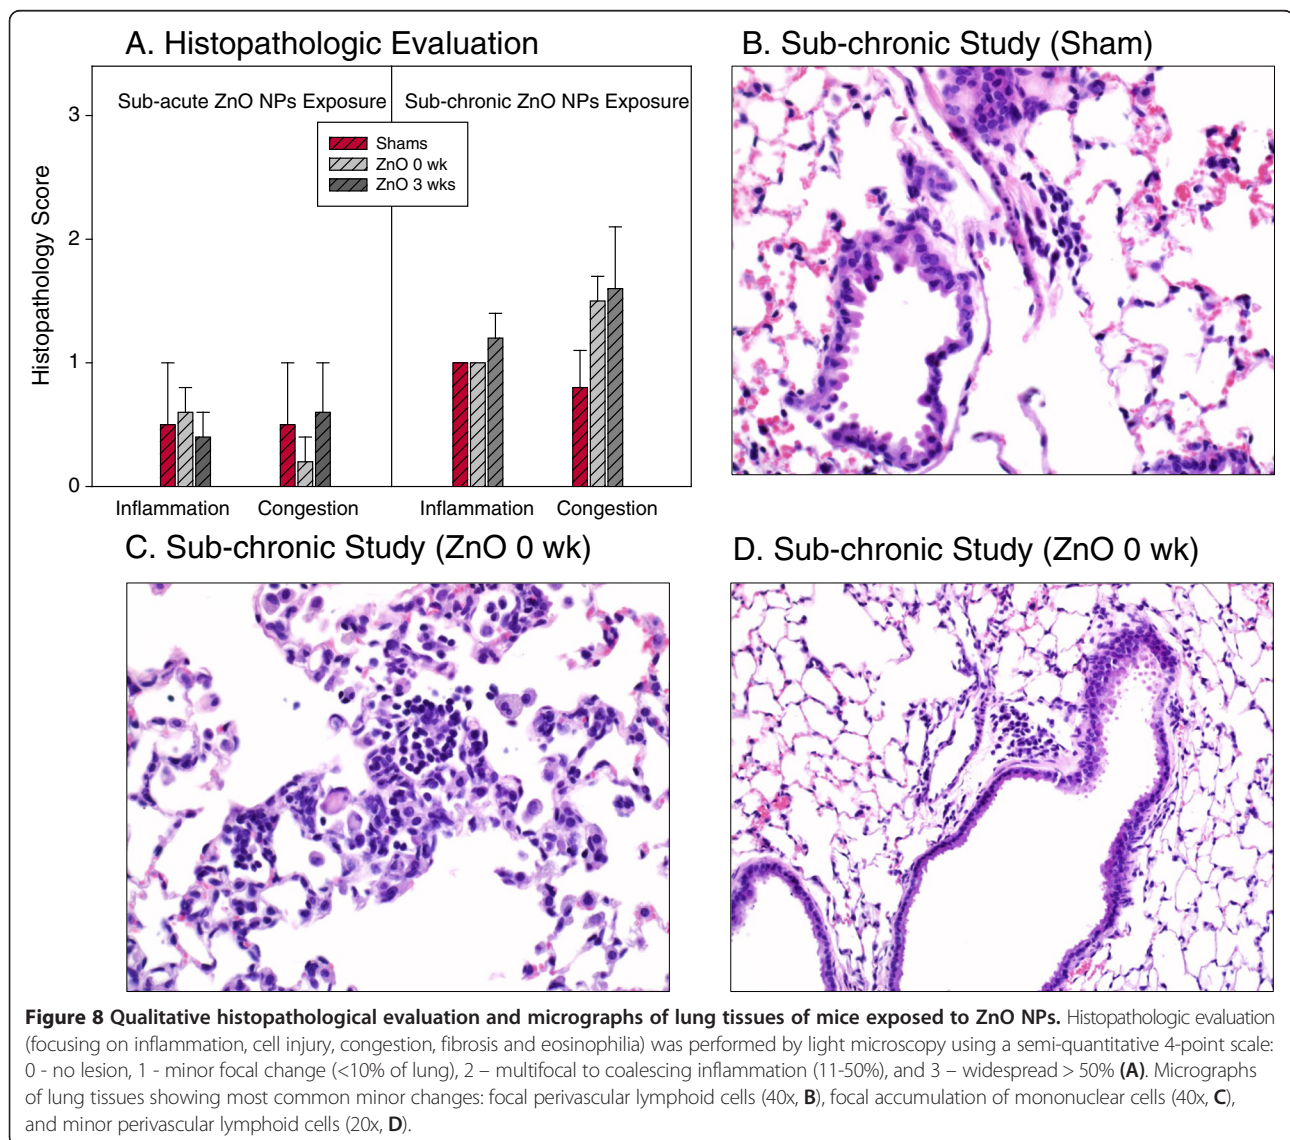 A. Histopathologic Evaluation
B. Sub-chronic Study (Sham)
Sub-acute ZnO NPs Exposure
Sub-chronic ZnO NPs Exposure
Shams
ZnO 0 wk
ZnO 3 wks
Histopathology Score
3
2
1
0
Inflammation
Congestion
Inflammation
Congestion
C. Sub-chronic Study (ZnO 0 wk)
D. Sub-chronic Study (ZnO 0 wk)
Figure 8 Qualitative histopathological evaluation and micrographs of lung tissues of mice exposed to ZnO NPs. Histopathologic evaluation
(focusing on inflammation, cell injury, congestion, fibrosis and eosinophilia) was performed by light microscopy using a semi-quantitative 4-point scale:
0 - no lesion, 1 - minor focal change (<10% of lung), 2 – multifocal to coalescing inflammation (11-50%), and 3 – widespread > 50% (A). Micrographs
of lung tissues showing most common minor changes: focal perivascular lymphoid cells (40x, B), focal accumulation of mononuclear cells (40x, C),
and minor perivascular lymphoid cells (20x, D).